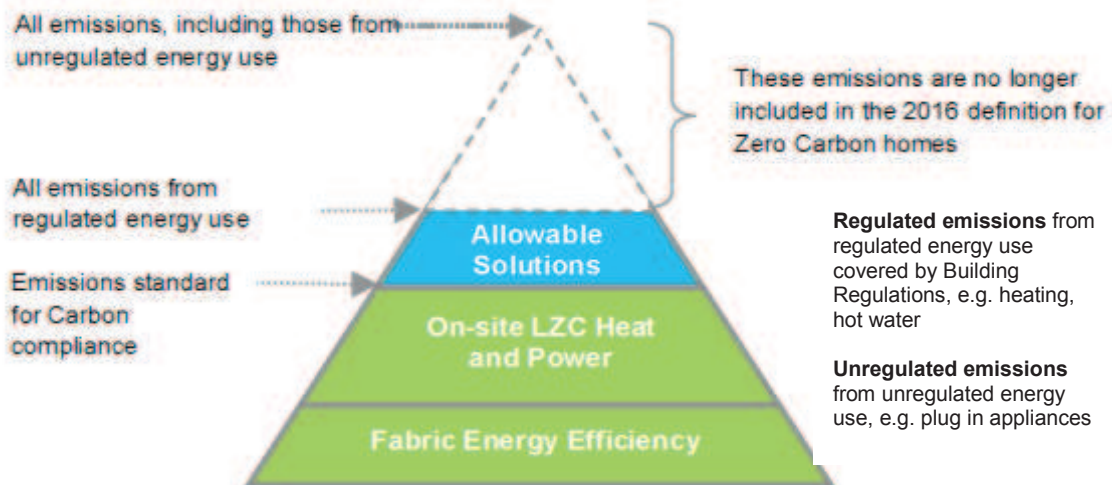 All emissions, including those from
unregulated energy use
These emissions are no longer
included in the 2016 definition for
Zero Carbon homes
All emissions from
regulated energy use
Emissions standard
for Carbon
compliance
Allowable
Solutions
On-site LZC Heat
and Power
Fabric Energy Efficiency
Regulated emissions from
regulated energy use
covered by Building
Regulations, e.g. heating,
hot water
Unregulated emissions
from unregulated energy
use, e.g. plug in appliances